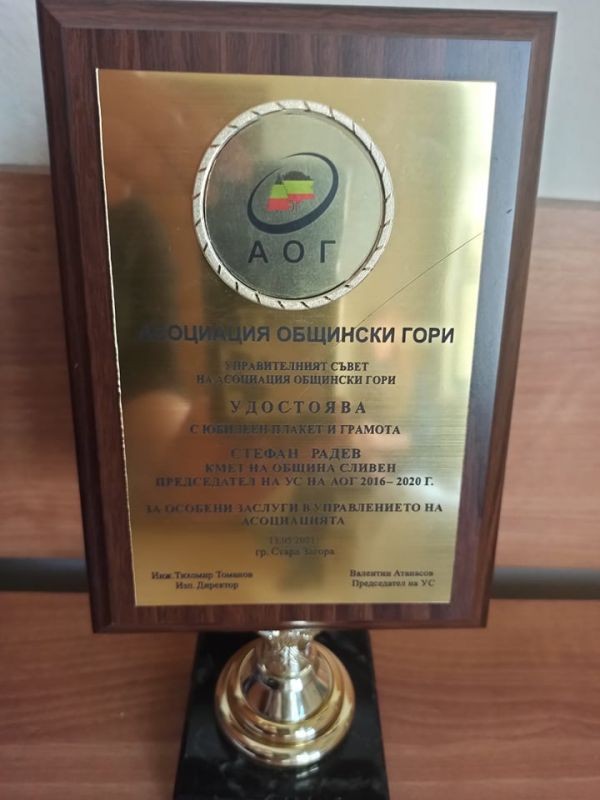 АОГ
АСОЦИАЦИЯ ОБЩИНСКИ ГОРИ
УПРАВИТЕЛНИЯТ СЪВЕТ
НА АСОЦИАЦИЯ ОБЩИНСКИ ГОРИ
УДОСТОЯВА
С ЮБИЛЕЕН ПЛАКЕТ И ГРАМОТА
СТЕФАН РАДЕВ
КМЕТ НА ОБЩИНА СЛИВЕН
ПРЕДСЕДАТЕЛ НА УС НА АОГ 2016– 2020 Г.
ЗА ОСОБЕНИ ЗАСЛУГИ В УПРАВЛЕНИЕТО НА
АСОЦИАЦИЯТА
гр. Стара Загора
Инж.Тихомир Томанов
Изп. Директор
Валентин Атанасов
Председател на УС